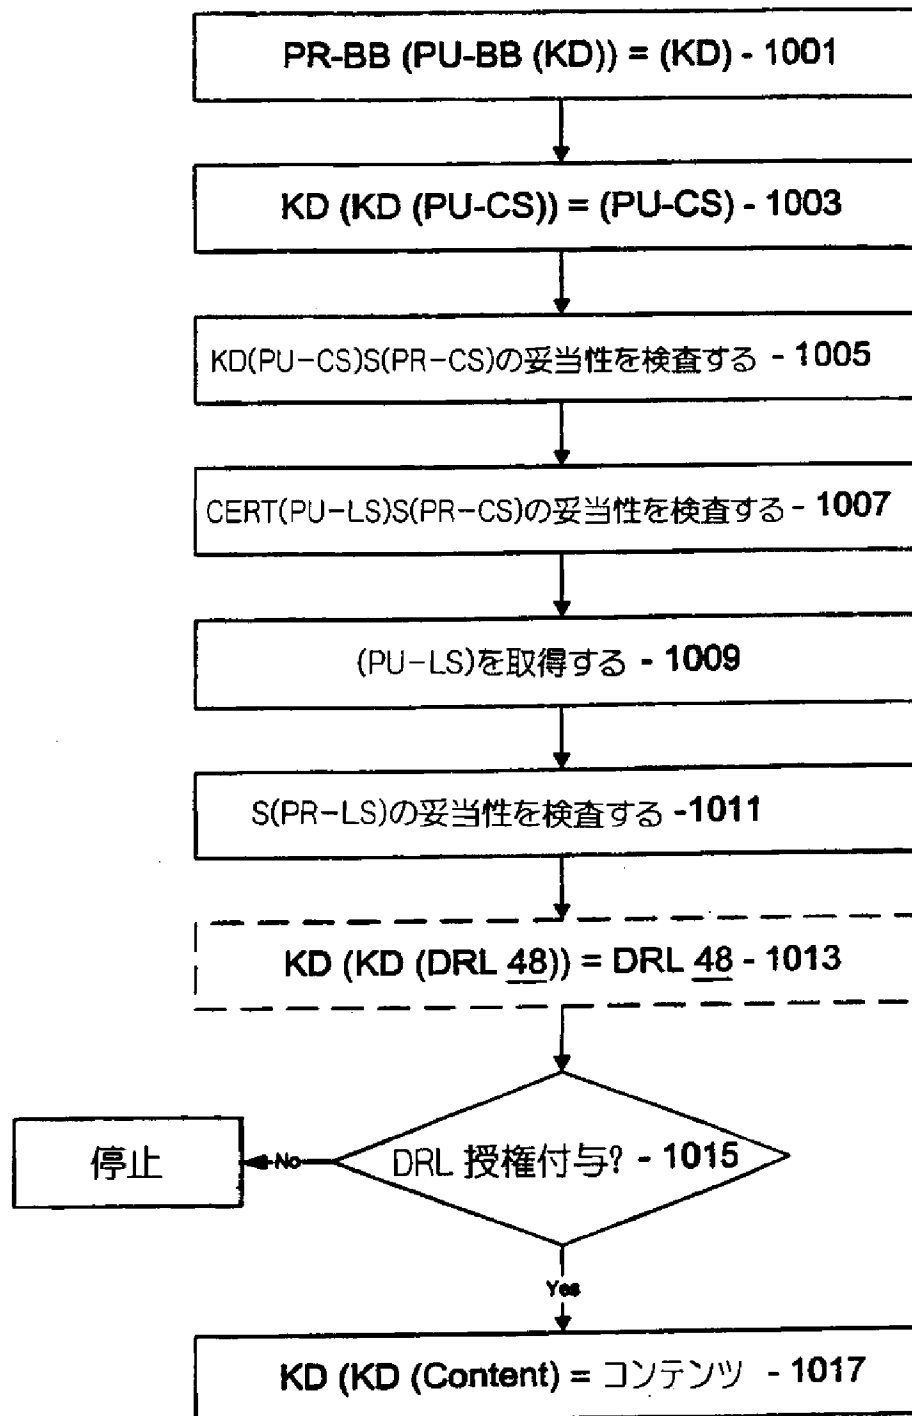 PR-BB (PU-BB (KD)) = (KD) - 1001
KD (KD (PU-CS)) = (PU-CS) - 1003
KD(PU-CS)S(PR-CS)の妥当性を検査する - 1005
CERT(PU-LS)S(PR-CS)の妥当性を検査する - 1007
(PU-LS)を取得する - 1009
S(PR-LS)の妥当性を検査する -1011
KD (KD (DRL 48)) = DRL 48 - 1013
DRL 授権付与? - 1015
No
停止
Yes
KD (KD (Content) = コンテンツ - 1017